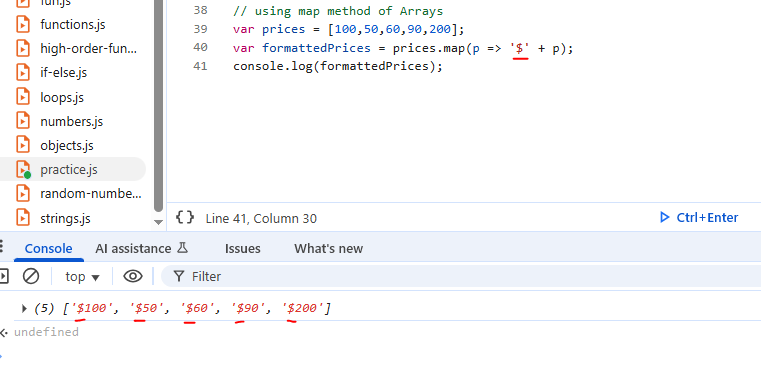 fun.js
functions.js
high-order-fun...
if-else.js
loops.js
numbers.js
objects.js
practice.js
random-numbe...
strings.js
38 // using map method of Arrays
39 var prices = [100,50,60,90,200];
40 var formattedPrices = prices.map(p => '$' + p);
41 console.log(formattedPrices);
{} Line 41, Column 30
Ctrl+Enter
Console AI assistance Issues What's new
top ▼ Filter
(5) ['$100', '$50', '$60', '$90', '$200']
undefined